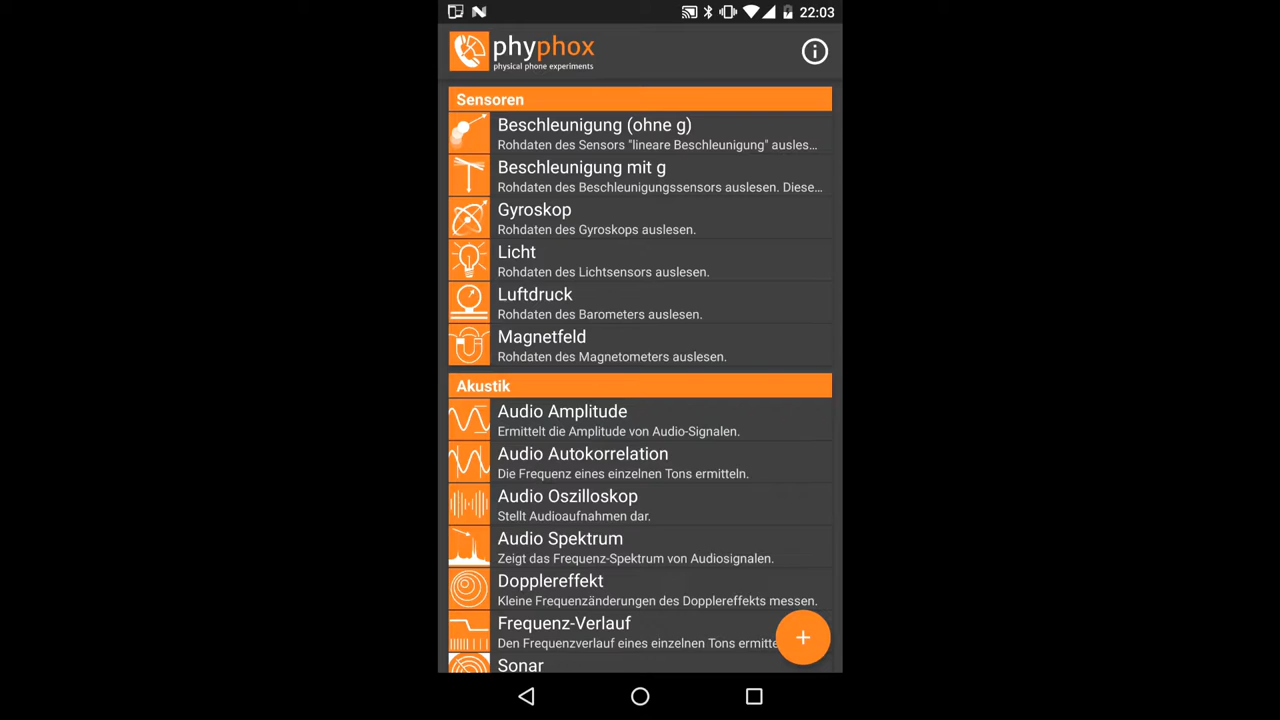 22:03
phyphox
physical phone experiments
Sensoren
Beschleunigung (ohne g)
Rohdaten des Sensors "lineare Beschleunigung" ausles…
Beschleunigung mit g
Rohdaten des Beschleunigungssensors auslesen. Diese…
Gyroskop
Rohdaten des Gyroskops auslesen.
Licht
Rohdaten des Lichtsensors auslesen.
Luftdruck
Rohdaten des Barometers auslesen.
Magnetfeld
Rohdaten des Magnetometers auslesen.
Akustik
Audio Amplitude
Ermittelt die Amplitude von Audio-Signalen.
Audio Autokorrelation
Die Frequenz eines einzelnen Tons ermitteln.
Audio Oszilloskop
Stellt Audioaufnahmen dar.
Audio Spektrum
Zeigt das Frequenz-Spektrum von Audiosignalen.
Dopplereffekt
Kleine Frequenzänderungen des Dopplereffekts messen.
Frequenz-Verlauf
Den Frequenzverlauf eines einzelnen Tons ermitte
Sonar